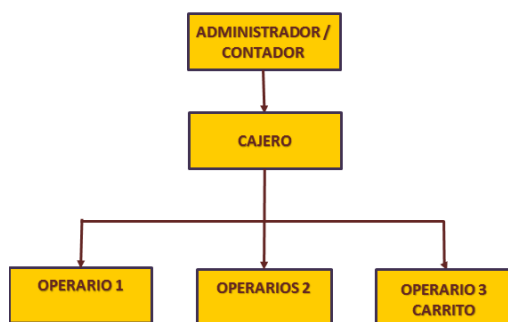 ADMINISTRADOR /
CONTADOR
CAJERO
OPERARIO 1
OPERARIOS 2
OPERARIO 3
CARRITO